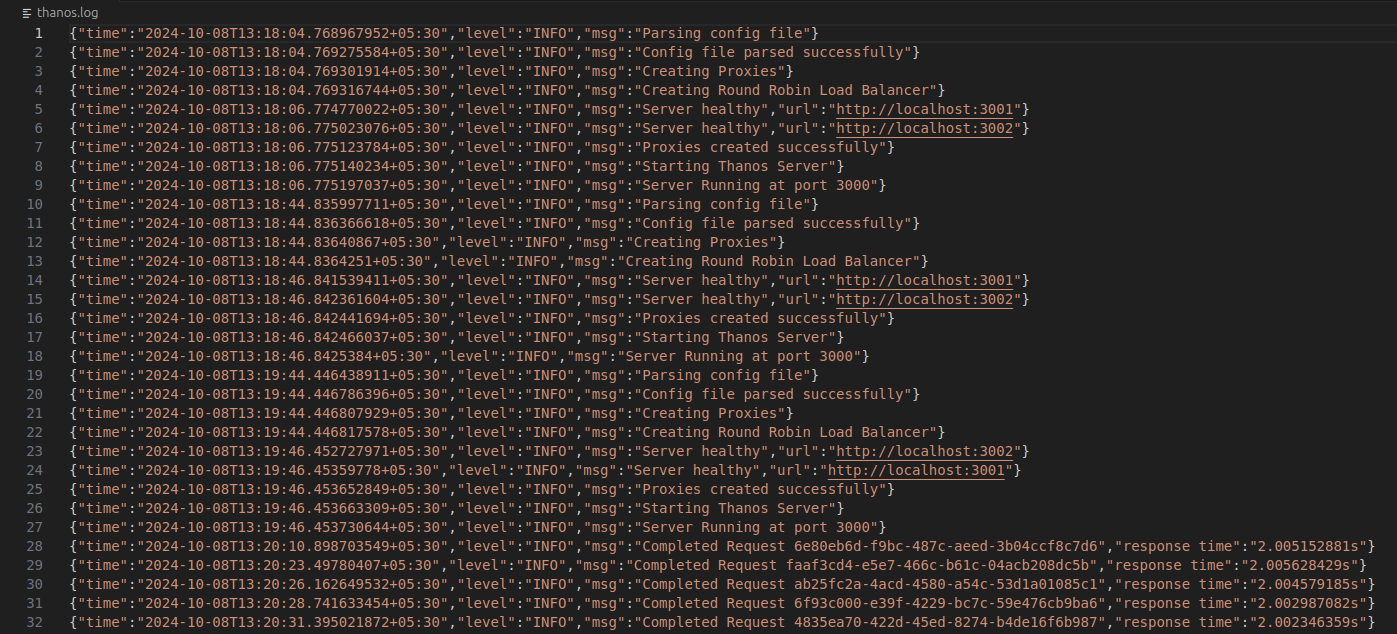 thanos.log
1 {"time":"2024-10-08T13:18:04.768967952+05:30","level":"INFO","msg":"Parsing config file"}
2 {"time":"2024-10-08T13:18:04.769275584+05:30","level":"INFO","msg":"Config file parsed successfully"}
3 {"time":"2024-10-08T13:18:04.769301914+05:30","level":"INFO","msg":"Creating Proxies"}
4 {"time":"2024-10-08T13:18:04.769316744+05:30","level":"INFO","msg":"Creating Round Robin Load Balancer"}
5 {"time":"2024-10-08T13:18:06.774770022+05:30","level":"INFO","msg":"Server healthy","url":"http://localhost:3001"}
6 {"time":"2024-10-08T13:18:06.775023076+05:30","level":"INFO","msg":"Server healthy","url":"http://localhost:3002"}
7 {"time":"2024-10-08T13:18:06.775123784+05:30","level":"INFO","msg":"Proxies created successfully"}
8 {"time":"2024-10-08T13:18:06.775140234+05:30","level":"INFO","msg":"Starting Thanos Server"}
9 {"time":"2024-10-08T13:18:06.775197037+05:30","level":"INFO","msg":"Server Running at port 3000"}
10 {"time":"2024-10-08T13:18:44.835997711+05:30","level":"INFO","msg":"Parsing config file"}
11 {"time":"2024-10-08T13:18:44.836366618+05:30","level":"INFO","msg":"Config file parsed successfully"}
12 {"time":"2024-10-08T13:18:44.83640867+05:30","level":"INFO","msg":"Creating Proxies"}
13 {"time":"2024-10-08T13:18:44.8364251+05:30","level":"INFO","msg":"Creating Round Robin Load Balancer"}
14 {"time":"2024-10-08T13:18:46.841539411+05:30","level":"INFO","msg":"Server healthy","url":"http://localhost:3001"}
15 {"time":"2024-10-08T13:18:46.842361604+05:30","level":"INFO","msg":"Server healthy","url":"http://localhost:3002"}
16 {"time":"2024-10-08T13:18:46.842441694+05:30","level":"INFO","msg":"Proxies created successfully"}
17 {"time":"2024-10-08T13:18:46.842466037+05:30","level":"INFO","msg":"Starting Thanos Server"}
18 {"time":"2024-10-08T13:18:46.8425384+05:30","level":"INFO","msg":"Server Running at port 3000"}
19 {"time":"2024-10-08T13:19:44.446438911+05:30","level":"INFO","msg":"Parsing config file"}
20 {"time":"2024-10-08T13:19:44.446786396+05:30","level":"INFO","msg":"Config file parsed successfully"}
21 {"time":"2024-10-08T13:19:44.446807929+05:30","level":"INFO","msg":"Creating Proxies"}
22 {"time":"2024-10-08T13:19:44.446817578+05:30","level":"INFO","msg":"Creating Round Robin Load Balancer"}
23 {"time":"2024-10-08T13:19:46.452727971+05:30","level":"INFO","msg":"Server healthy","url":"http://localhost:3002"}
24 {"time":"2024-10-08T13:19:46.45359778+05:30","level":"INFO","msg":"Server healthy","url":"http://localhost:3001"}
25 {"time":"2024-10-08T13:19:46.453652849+05:30","level":"INFO","msg":"Proxies created successfully"}
26 {"time":"2024-10-08T13:19:46.453663309+05:30","level":"INFO","msg":"Starting Thanos Server"}
27 {"time":"2024-10-08T13:19:46.453730644+05:30","level":"INFO","msg":"Server Running at port 3000"}
28 {"time":"2024-10-08T13:20:10.898703549+05:30","level":"INFO","msg":"Completed Request 6e80eb6d-f9bc-487c-aeed-3b04ccf8c7d6","response time":"2.005152881s"}
29 {"time":"2024-10-08T13:20:23.49780407+05:30","level":"INFO","msg":"Completed Request faaf3cd4-e5e7-466c-b61c-04acb208dc5b","response time":"2.005628429s"}
30 {"time":"2024-10-08T13:20:26.162649532+05:30","level":"INFO","msg":"Completed Request ab25fc2a-4acd-4580-a54c-53d1a01085c1","response time":"2.004579185s"}
31 {"time":"2024-10-08T13:20:28.741633454+05:30","level":"INFO","msg":"Completed Request 6f93c000-e39f-4229-bc7c-59e476cb9ba6","response time":"2.002987082s"}
32 {"time":"2024-10-08T13:20:31.395021872+05:30","level":"INFO","msg":"Completed Request 4835ea70-422d-45ed-8274-b4de16f6b987","response time":"2.002346359s"}